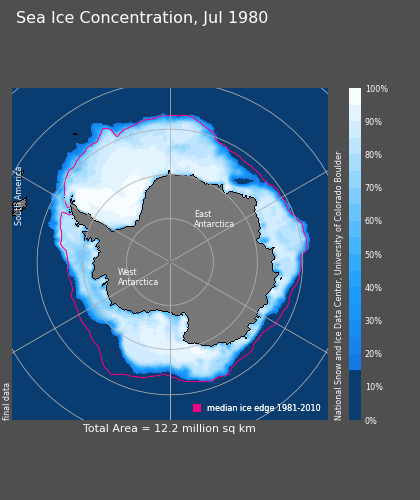 Sea Ice Concentration, Jul 1980
South America
East
Antarctica
West
Antarctica
100%
90%
80%
70%
60%
50%
40%
30%
20%
10%
0%
National Snow and Ice Data Center, University of Colorado Boulder
final data
median ice edge 1981-2010
Total Area = 12.2 million sq km